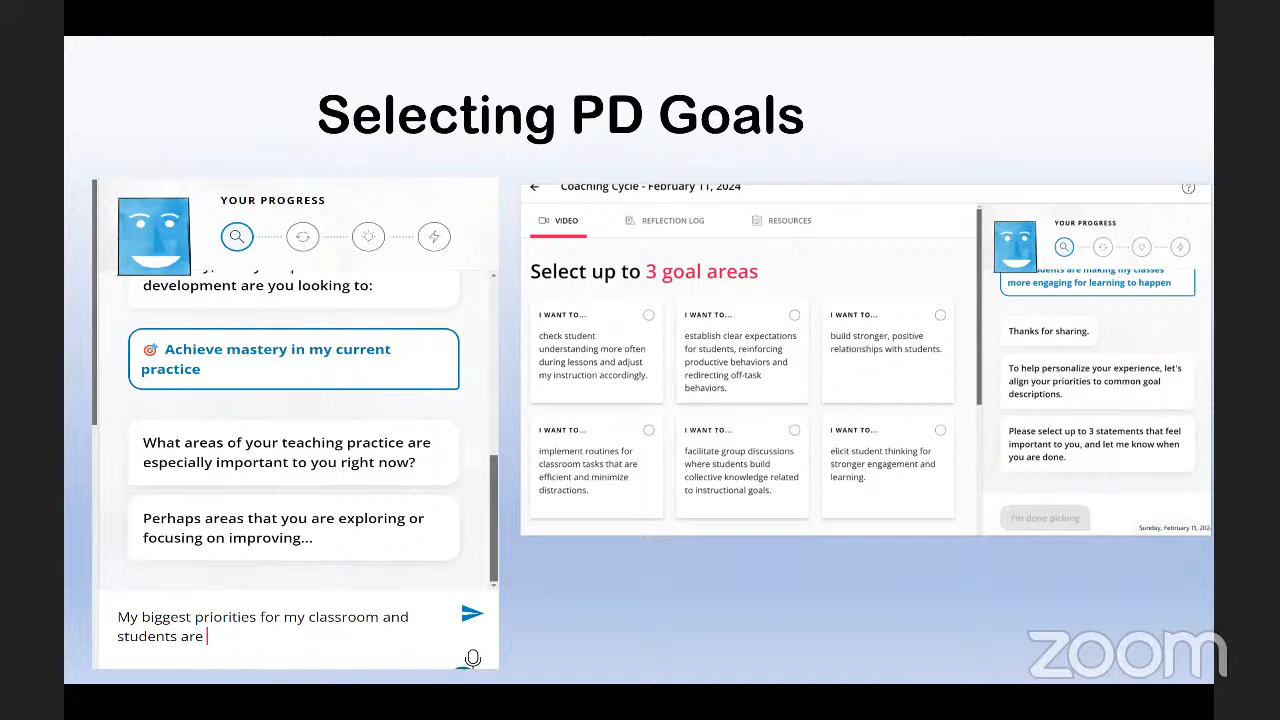 Selecting PD Goals
YOUR PROGRESS
development are you looking to:
Achieve mastery in my current
practice
What areas of your teaching practice are
especially important to you right now?
Perhaps areas that you are exploring or
focusing on improving...
My biggest priorities for my classroom and
students are
Coaching Cycle - February 11, 2024
VIDEO
REFLECTION LOG
RESOURCES
Select up to 3 goal areas
I WANT TO...
check student
understanding more often
during lessons and adjust
my instruction accordingly.
I WANT TO...
establish clear expectations
for students, reinforcing
productive behaviors and
redirecting off-task
behaviors.
I WANT TO...
build stronger, positive
relationships with students.
I WANT TO...
implement routines for
classroom tasks that are
efficient and minimize
distractions.
I WANT TO...
facilitate group discussions
where students build
collective knowledge related
to instructional goals.
I WANT TO...
elicit student thinking for
stronger engagement and
learning.
YOUR PROGRESS
are making my classes
more engaging for learning to happen
Thanks for sharing.
To help personalize your experience, let's
align your priorities to common goal
descriptions.
Please select up to 3 statements that feel
important to you, and let me know when
you are done.
I'm done picking
Sunday, February 11, 202
zoom